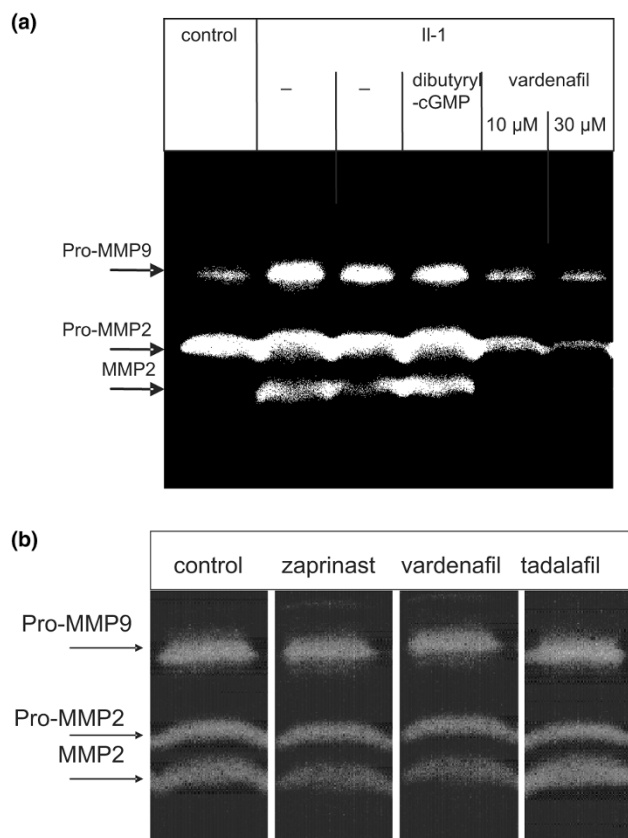 (a)
control
Il-1
–
–
dibutyryl
-cGMP
vardenafil
10 µM
30 µM
Pro-MMP9
Pro-MMP2
MMP2
(b)
control zaprinast vardenafil tadalafil
Pro-MMP9
Pro-MMP2
MMP2